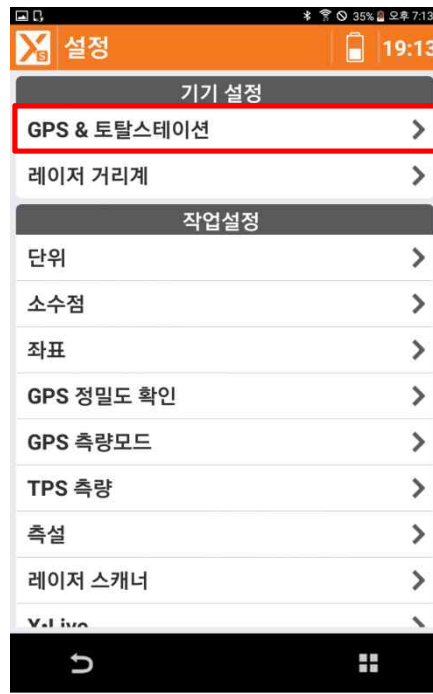 35% 오후 7:13
Xs 설정 19:13
기기 설정
GPS & 토탈스테이션
레이저 거리계
작업설정
단위
소수점
좌표
GPS 정밀도 확인
GPS 측량모드
TPS 측량
측설
레이저 스캐너
X-Live